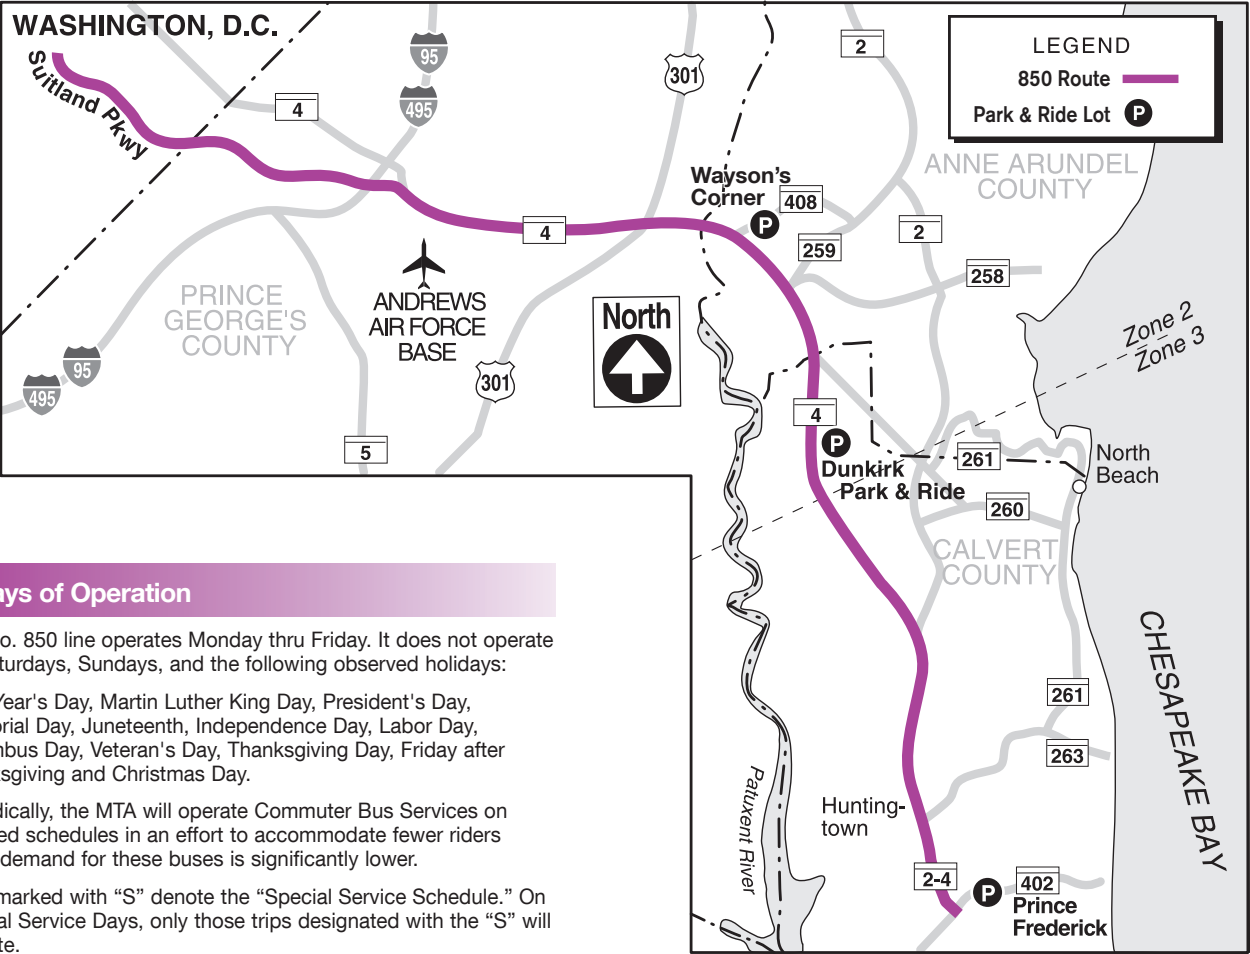 WASHINGTON, D.C.
Suitland Pkwy
95
495
4
301
2
LEGEND
850 Route
Park & Ride Lot P
ANNE ARUNDEL
COUNTY
Wayson's
Corner
P
408
259
2
258
4
ANDREWS
AIR FORCE
BASE
PRINCE
GEORGE'S
COUNTY
North
Zone 2
Zone 3
95
495
301
5
4
P
Dunkirk
Park & Ride
261
North
Beach
260
CALVERT
COUNTY
CHESAPEAKE BAY
261
263
Patuxent River
Hunting-
town
2-4
P
402
Prince
Frederick
ays of Operation
o. 850 line operates Monday thru Friday. It does not operate
turdays, Sundays, and the following observed holidays:
Year's Day, Martin Luther King Day, President's Day,
orial Day, Juneteenth, Independence Day, Labor Day,
mbus Day, Veteran's Day, Thanksgiving Day, Friday after
ksgiving and Christmas Day.
dically, the MTA will operate Commuter Bus Services on
ed schedules in an effort to accommodate fewer riders
demand for these buses is significantly lower.
marked with “S” denote the “Special Service Schedule.” On
al Service Days, only those trips designated with the “S” will
te.